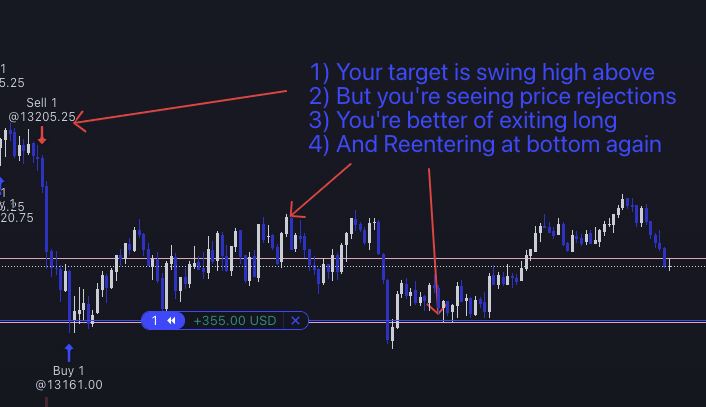 1) Your target is swing high above
1
5.25
2) But you're seeing price rejections
Sell 1
@13205.25
3) You're better of exiting long
4) And Reentering at bottom again
1
5.25
y 1
20.75
1 +355.00 USD ×
Buy 1
@13161.00